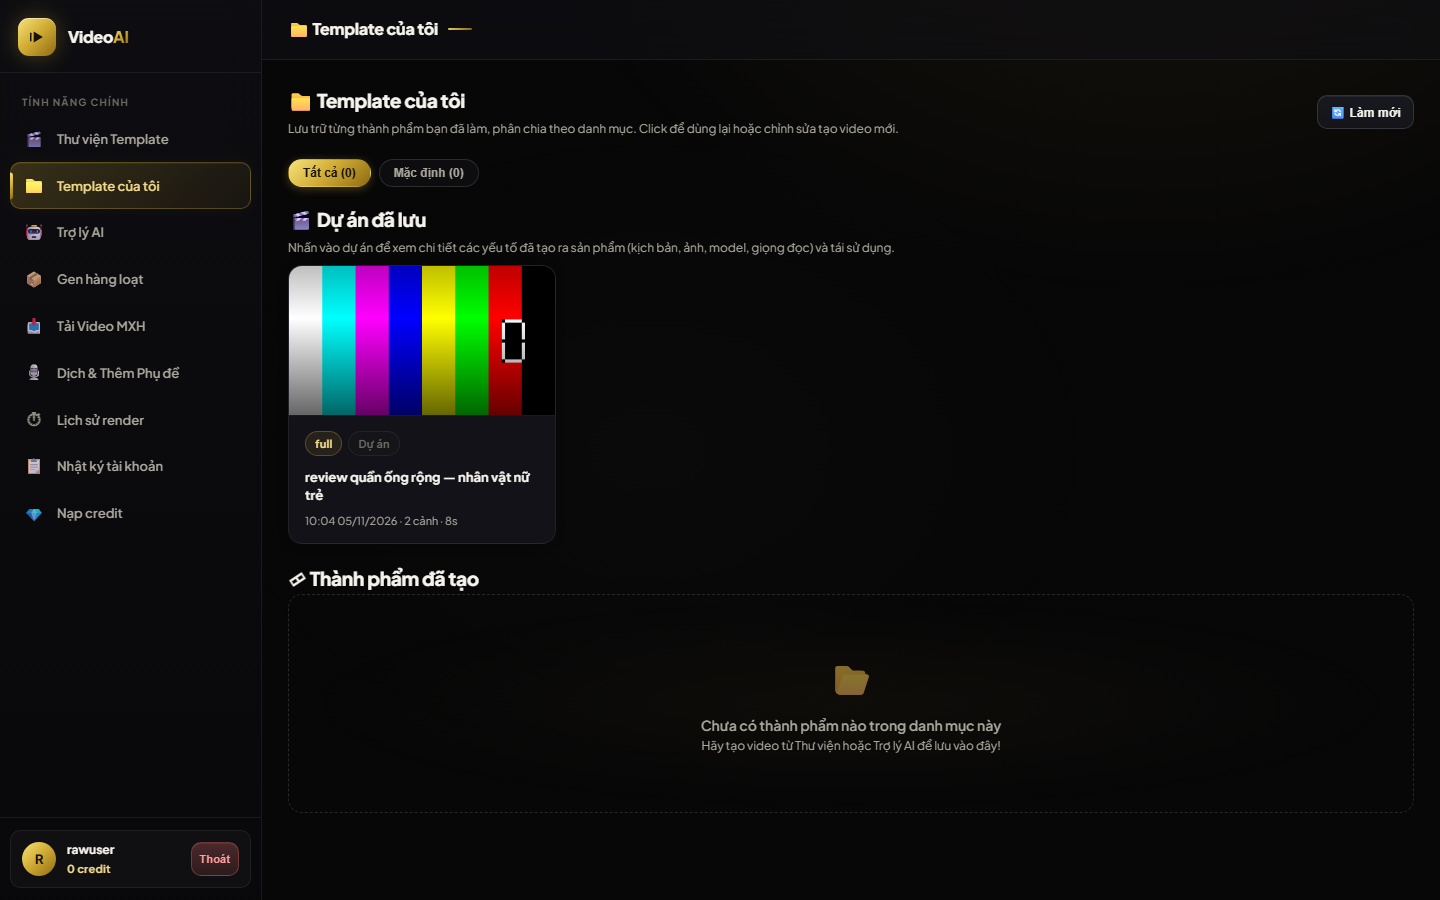 VideoAI
TÍNH NĂNG CHÍNH
Thư viện Template
Template của tôi
Trợ lý AI
Gen hàng loạt
Tải Video MXH
Dịch & Thêm Phụ đề
Lịch sử render
Nhật ký tài khoản
Nạp credit
R
rawuser
0 credit
Thoát
Template của tôi
Template của tôi
Lưu trữ từng thành phẩm bạn đã làm, phân chia theo danh mục. Click để dùng lại hoặc chỉnh sửa tạo video mới.
Làm mới
Tất cả (0)
Mặc định (0)
Dự án đã lưu
Nhấn vào dự án để xem chi tiết các yếu tố đã tạo ra sản phẩm (kịch bản, ảnh, model, giọng đọc) và tái sử dụng.
0
full
Dự án
review quần ống rộng — nhân vật nữ
trẻ
10:04 05/11/2026 · 2 cảnh · 8s
Thành phẩm đã tạo
Chưa có thành phẩm nào trong danh mục này
Hãy tạo video từ Thư viện hoặc Trợ lý AI để lưu vào đây!